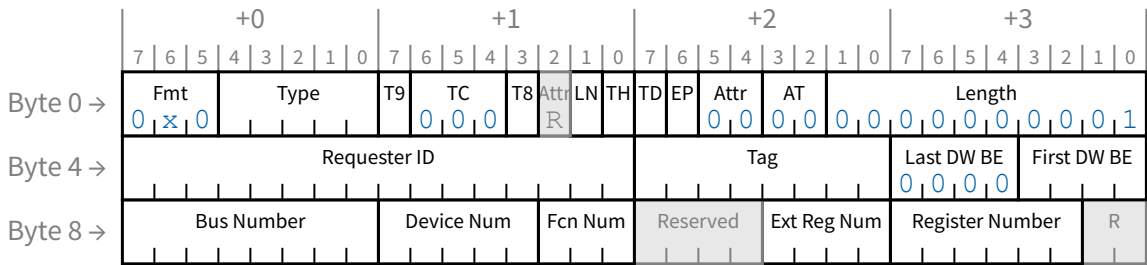 +0 +1 +2 +3
7 6 5 4 3 2 1 0 7 6 5 4 3 2 1 0 7 6 5 4 3 2 1 0 7 6 5 4 3 2 1 0
Byte 0 → Fmt Type T9 TC T8 Attr LN TH TD EP Attr AT Length
0 x 0 0 0 0 R 0 0 0 0 0 0 0 0 0 0 0 0 0 1
Byte 4 → Requester ID Tag Last DW BE First DW BE
0 0 0 0
Byte 8 → Bus Number Device Num Fcn Num Reserved Ext Reg Num Register Number R